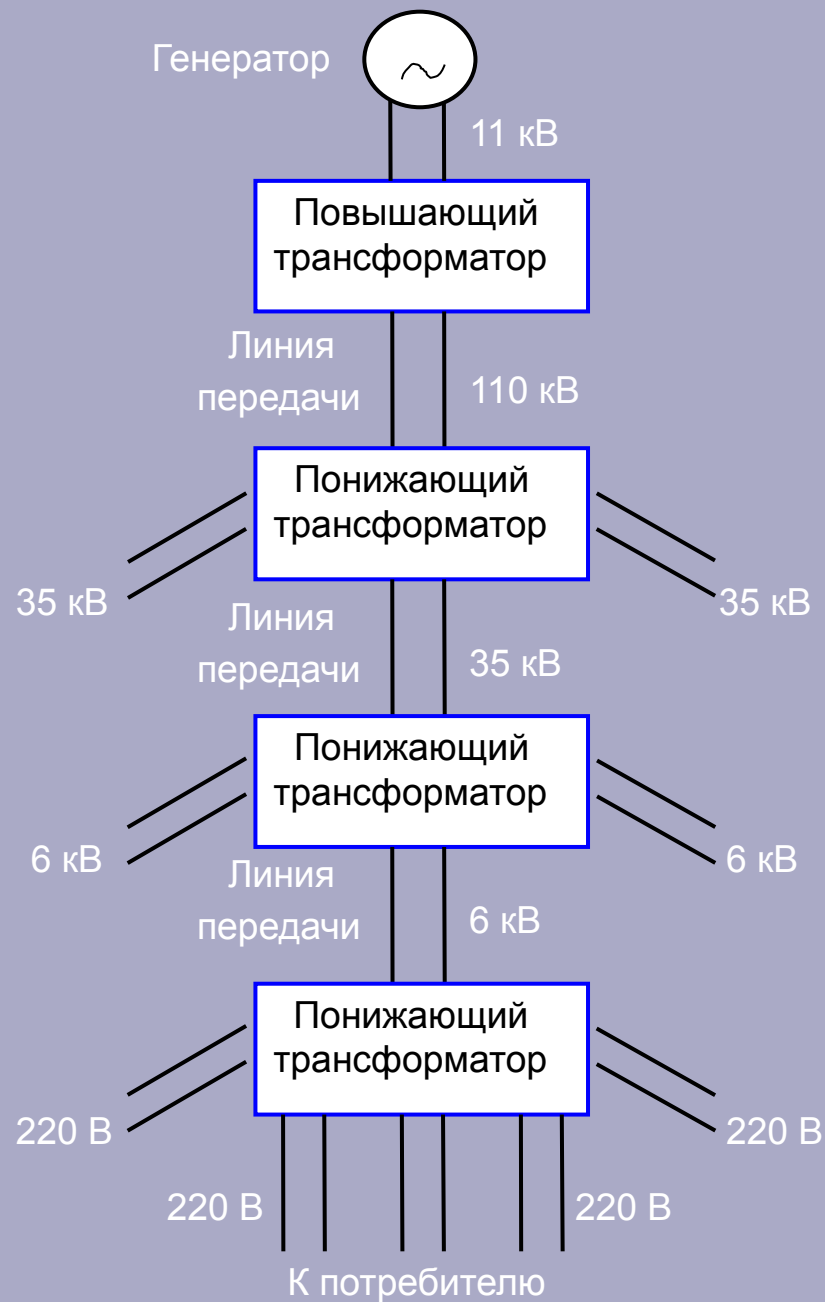 Генератор
11 кВ
Повышающий
трансформатор
Линия
передачи
110 кВ
Понижающий
трансформатор
35 кВ
35 кВ
Линия
передачи
35 кВ
Понижающий
трансформатор
6 кВ
6 кВ
Линия
передачи
6 кВ
Понижающий
трансформатор
220 В
220 В
220 В
220 В
К потребителю